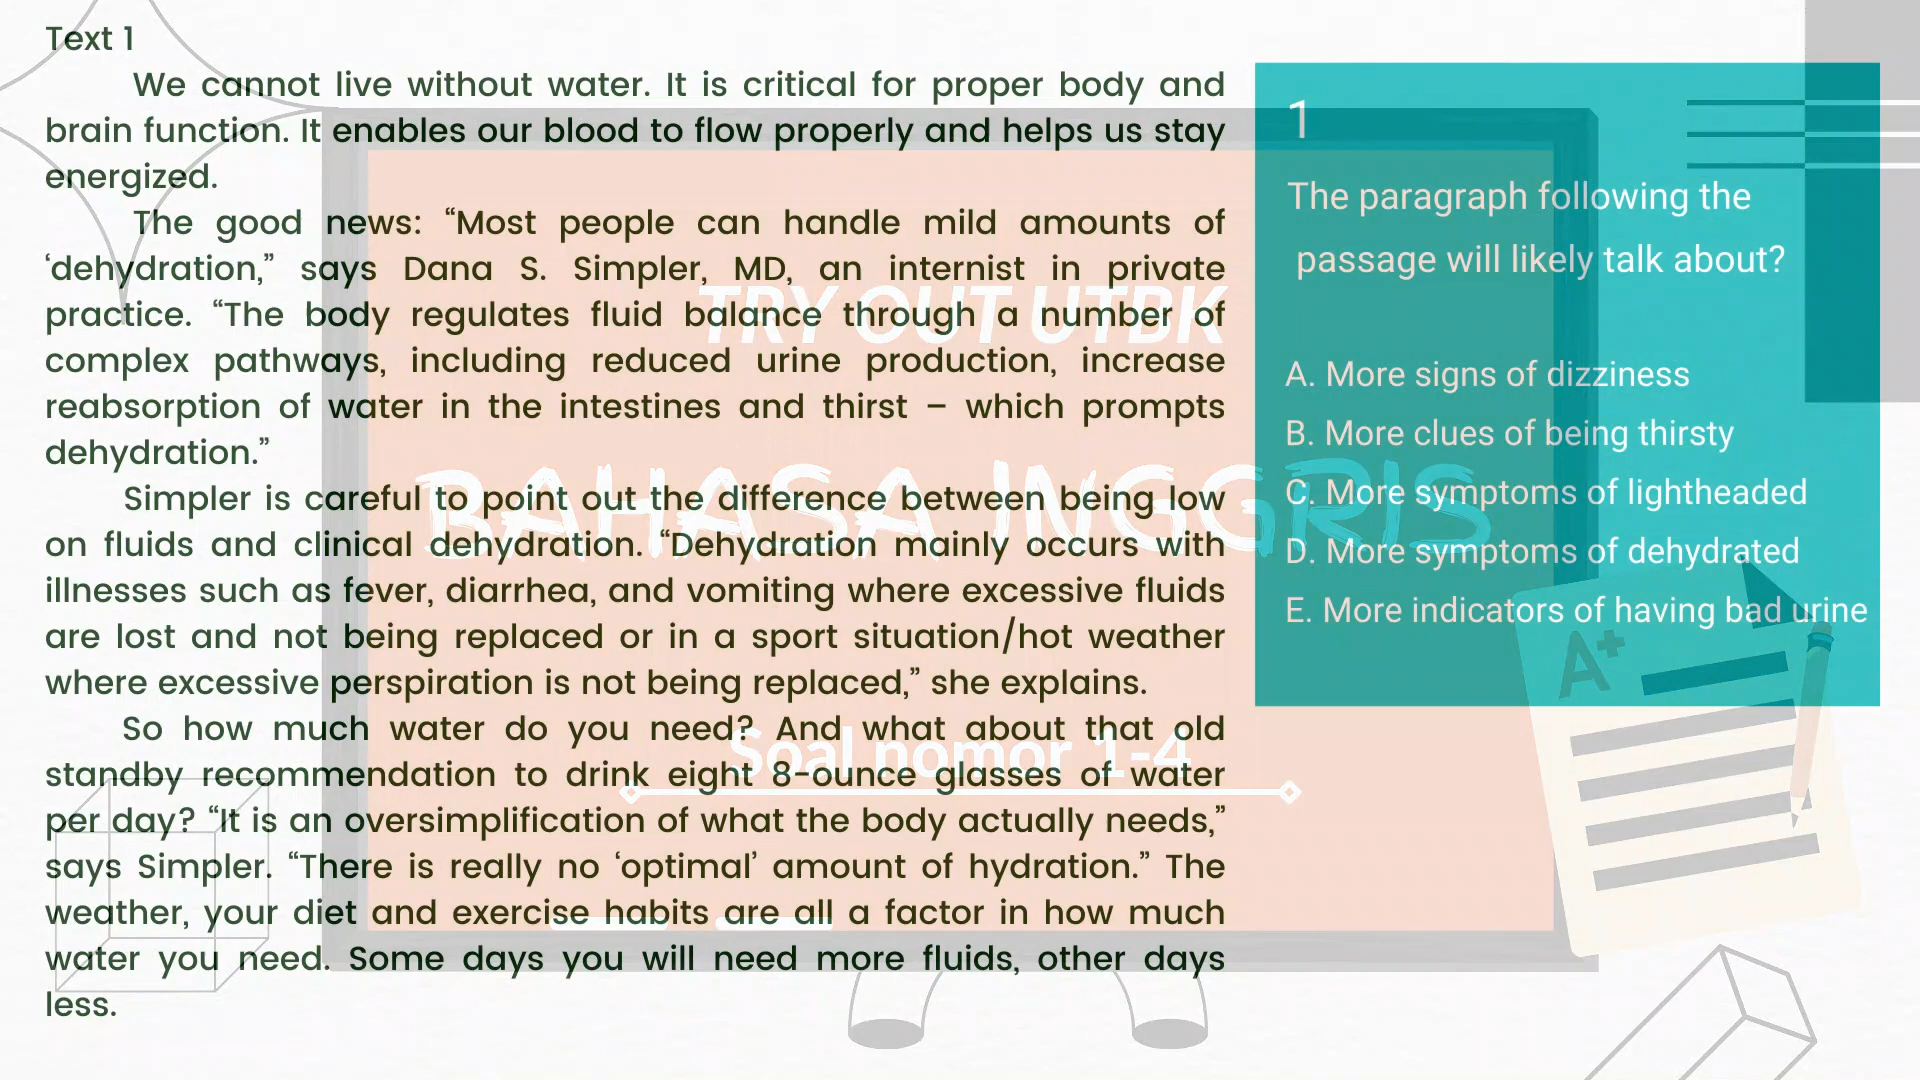 Text 1
We cannot live without water. It is critical for proper body and
brain function. It enables our blood to flow properly and helps us stay
energized.
The good news: “Most people can handle mild amounts of
‘dehydration,” says Dana S. Simpler, MD, an internist in private
practice. “The body regulates fluid balance through a number of
complex pathways, including reduced urine production, increase
reabsorption of water in the intestines and thirst – which prompts
dehydration.”
Simpler is careful to point out the difference between being low
on fluids and clinical dehydration. “Dehydration mainly occurs with
illnesses such as fever, diarrhea, and vomiting where excessive fluids
are lost and not being replaced or in a sport situation/hot weather
where excessive perspiration is not being replaced,” she explains.
So how much water do you need? And what about that old
standby recommendation to drink eight 8-ounce glasses of water
per day? “It is an oversimplification of what the body actually needs,”
says Simpler. “There is really no ‘optimal’ amount of hydration.” The
weather, your diet and exercise habits are all a factor in how much
water you need. Some days you will need more fluids, other days
less.
1
The paragraph following the
passage will likely talk about?
A. More signs of dizziness
B. More clues of being thirsty
C. More symptoms of lightheaded
D. More symptoms of dehydrated
E. More indicators of having bad urine
TRY OUT UTBK
BAHASA INGGRIS
Soal nomor 1-4
A+